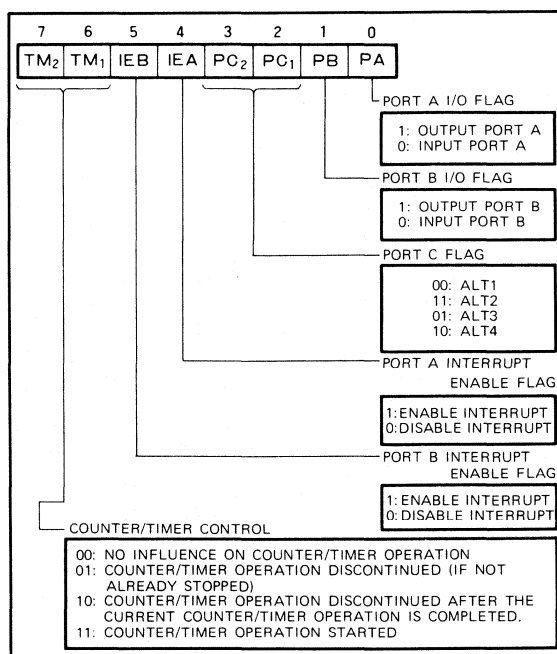 7 6 5 4 3 2 1 0
TM2 TM1 IEB IEA PC2 PC1 PB PA
PORT A I/O FLAG
1: OUTPUT PORT A
0: INPUT PORT A
PORT B I/O FLAG
1: OUTPUT PORT B
0: INPUT PORT B
PORT C FLAG
00: ALT1
11: ALT2
01: ALT3
10: ALT4
PORT A INTERRUPT
ENABLE FLAG
1: ENABLE INTERRUPT
0: DISABLE INTERRUPT
PORT B INTERRUPT
ENABLE FLAG
1: ENABLE INTERRUPT
0: DISABLE INTERRUPT
COUNTER/TIMER CONTROL
00: NO INFLUENCE ON COUNTER/TIMER OPERATION
01: COUNTER/TIMER OPERATION DISCONTINUED (IF NOT
ALREADY STOPPED)
10: COUNTER/TIMER OPERATION DISCONTINUED AFTER THE
CURRENT COUNTER/TIMER OPERATION IS COMPLETED.
11: COUNTER/TIMER OPERATION STARTED